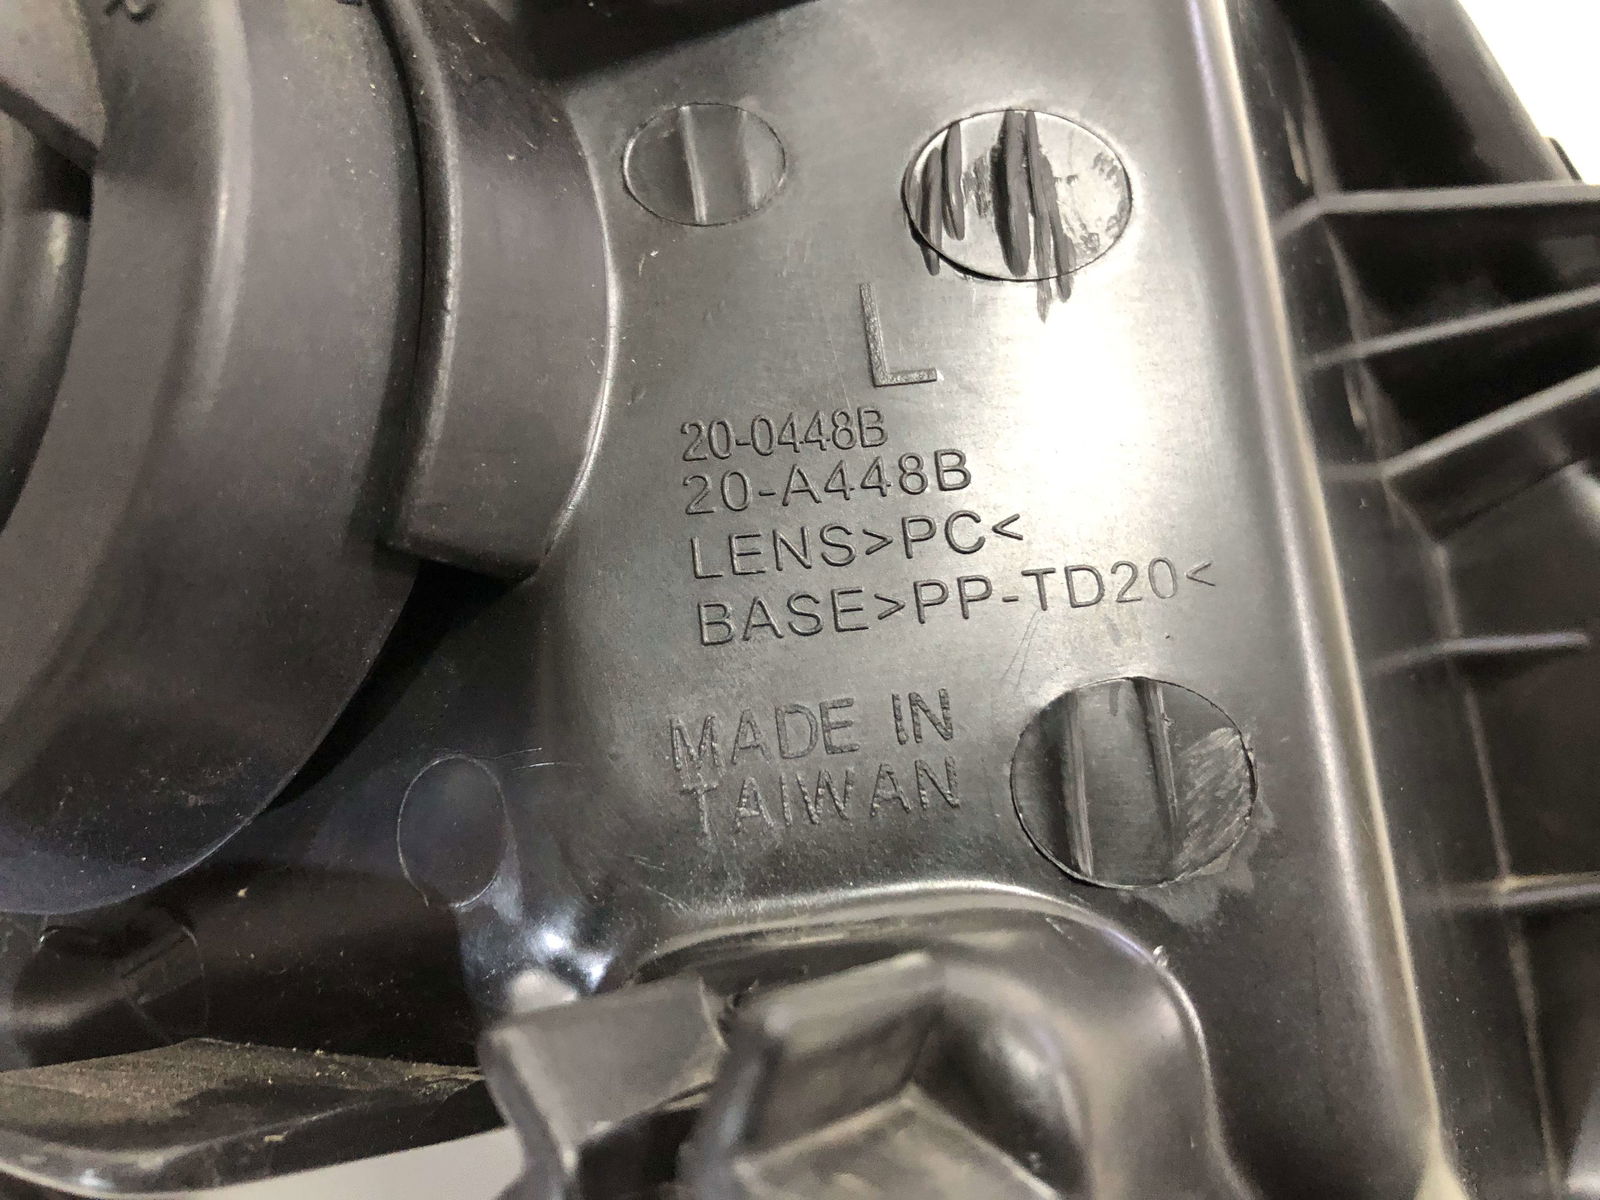 L
20-0448B
20-A448B
LENS>PC<
BASE>PP-TD20<
MADE IN
TAIWAN